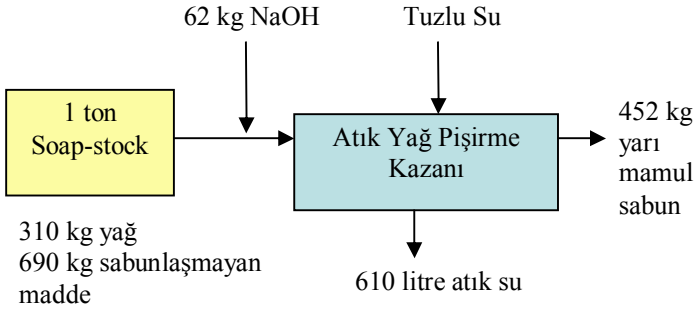 62 kg NaOH
Tuzlu Su
1 ton
Soap-stock
Atık Yağ Pişirme
Kazanı
452 kg
yarı
mamul
sabun
310 kg yağ
690 kg sabunlaşmayan
madde
610 litre atık su